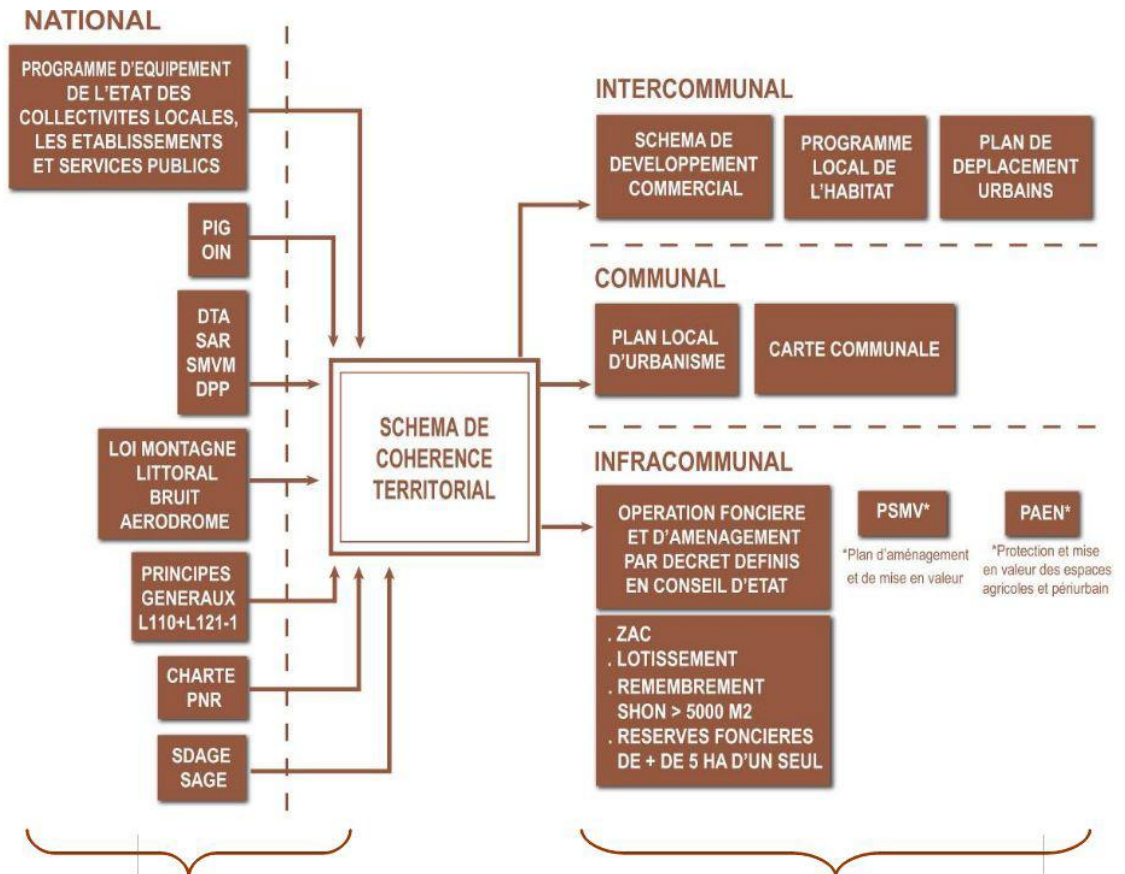 NATIONAL
PROGRAMME D'EQUIPEMENT
DE L'ETAT DES
COLLECTIVITES LOCALES,
LES ETABLISSEMENTS
ET SERVICES PUBLICS
PIG
OIN
DTA
SAR
SMVM
DPP
LOI MONTAGNE
LITTORAL
BRUIT
AERODROME
PRINCIPES
GENERAUX
L110+L121-1
CHARTE
PNR
SDAGE
SAGE
SCHEMA DE
COHERENCE
TERRITORIAL
INTERCOMMUNAL
SCHEMA DE
DEVELOPPEMENT
COMMERCIAL
PROGRAMME
LOCAL DE
L'HABITAT
PLAN DE
DEPLACEMENT
URBAINS
COMMUNAL
PLAN LOCAL
D'URBANISME
CARTE COMMUNALE
INFRACOMMUNAL
OPERATION FONCIERE
ET D'AMENAGEMENT
PAR DECRET DEFINIS
EN CONSEIL D'ETAT
. ZAC
. LOTISSEMENT
. REMEMBREMENT
SHON > 5000 M2
. RESERVES FONCIERES
DE + DE 5 HA D'UN SEUL
PSMV*
*Plan d'aménagement
et de mise en valeur
PAEN*
*Protection et mise
en valeur des espaces
agricoles et périurbain